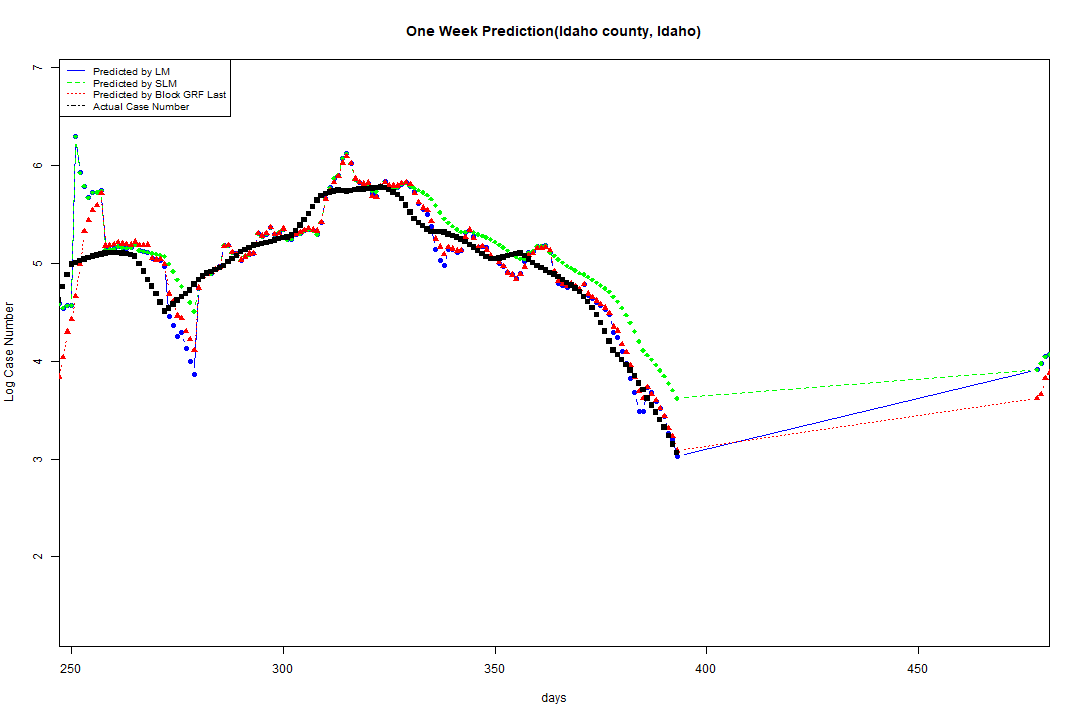 One Week Prediction(Idaho county, Idaho)
Predicted by LM
Predicted by SLM
Predicted by Block GRF Last
Actual Case Number
7
6
5
4
3
2
Log Case Number
250 300 350 400 450
days